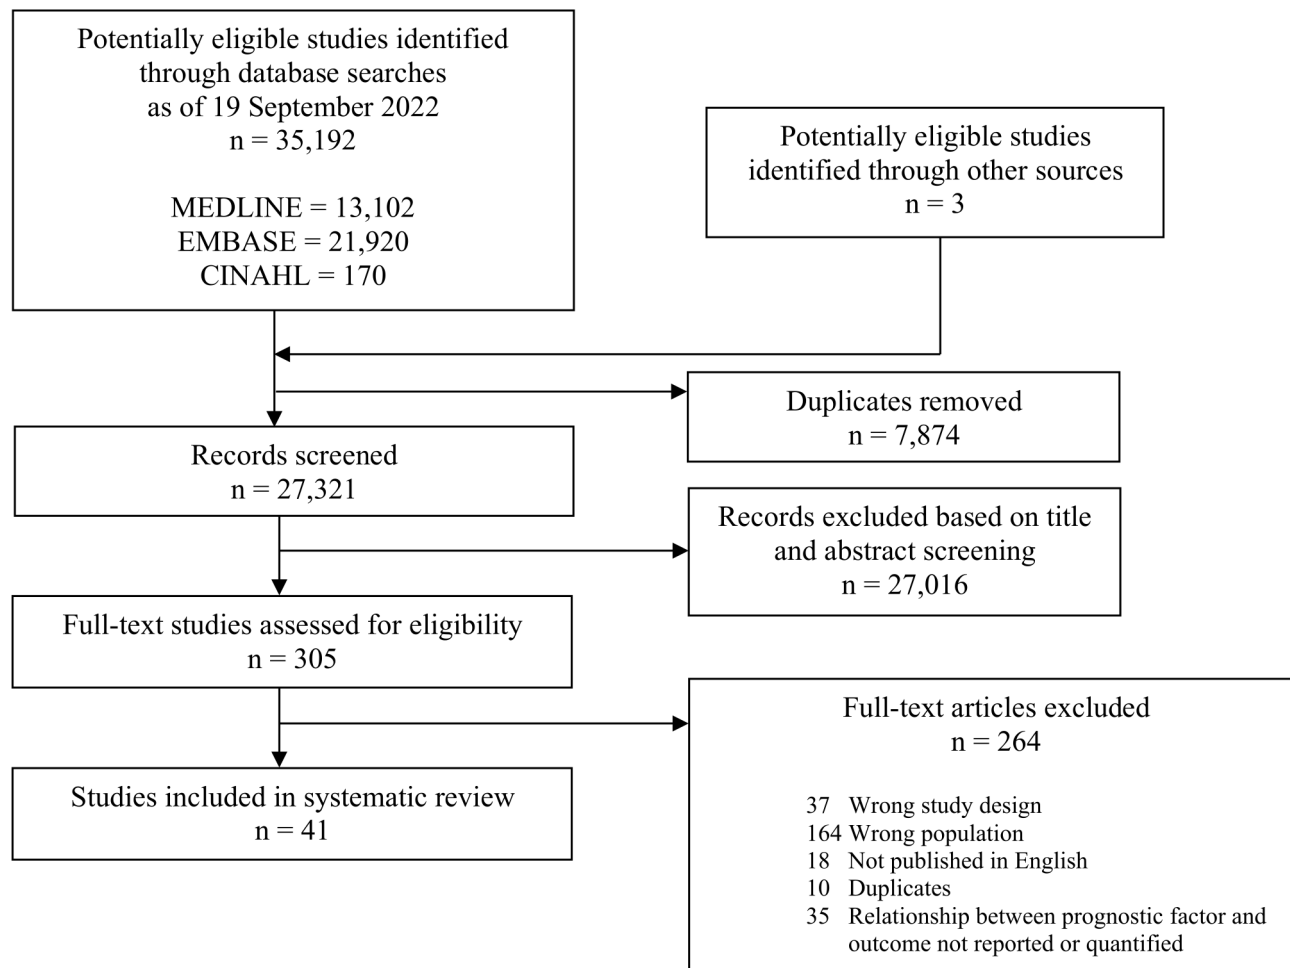 Potentially eligible studies identified
through database searches
as of 19 September 2022
n = 35,192
MEDLINE = 13,102
EMBASE = 21,920
CINAHL = 170
Potentially eligible studies
identified through other sources
n = 3
Duplicates removed
n = 7,874
Records screened
n = 27,321
Records excluded based on title
and abstract screening
n = 27,016
Full-text studies assessed for eligibility
n = 305
Full-text articles excluded
n = 264
37 Wrong study design
164 Wrong population
18 Not published in English
10 Duplicates
35 Relationship between prognostic factor and
outcome not reported or quantified
Studies included in systematic review
n = 41